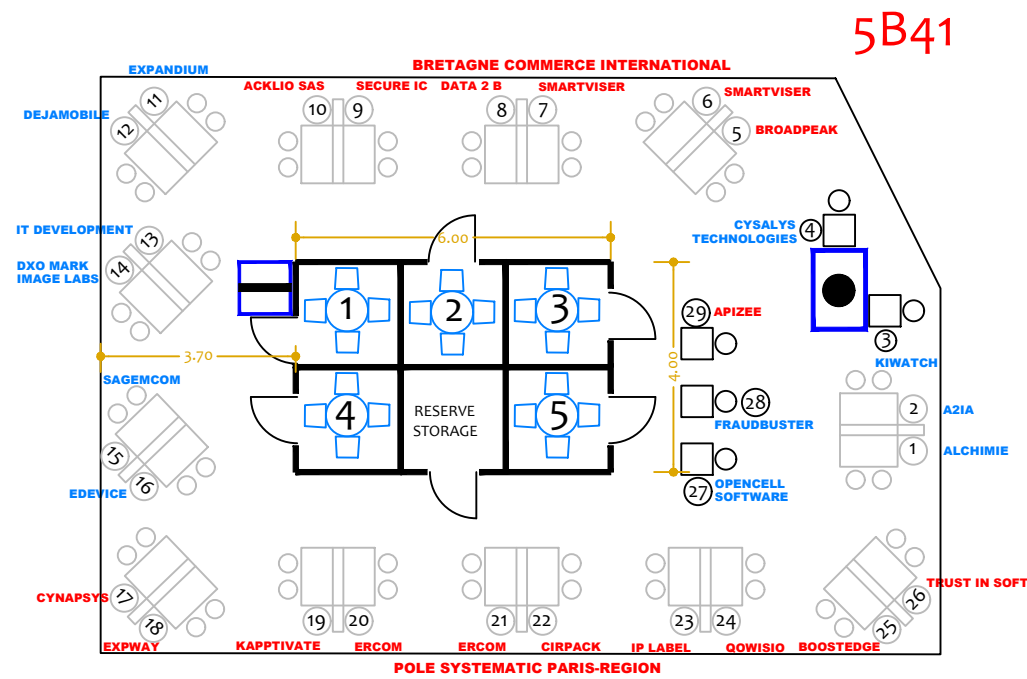 5B41
BRETAGNE COMMERCE INTERNATIONAL
EXPANDIUM
ACKLIO SAS
SECURE IC
DATA 2 B
SMARTVISER
SMARTVISER
DEJAMOBILE
12
11
10
9
8
7
6
5
BROADPEAK
IT DEVELOPMENT
13
14
DXO MARK
IMAGE LABS
CYSALYS
TECHNOLOGIES
4
6.00
1
2
3
29
APIZEE
3
KIWATCH
3.70
4.00
SAGEMCOM
4
RESERVE
STORAGE
5
28
FRAUDBUSTER
2
A2IA
1
ALCHIMIE
15
16
EDEVICE
27
OPENCELL
SOFTWARE
CYNAPSYS
17
18
EXPWAY
19
20
21
22
23
24
25
26
TRUST IN SOFT
KAPPTIVATE
ERCOM
ERCOM
CIRPACK
IP LABEL
QOWISIO
BOOSTEDGE
POLE SYSTEMATIC PARIS-REGION